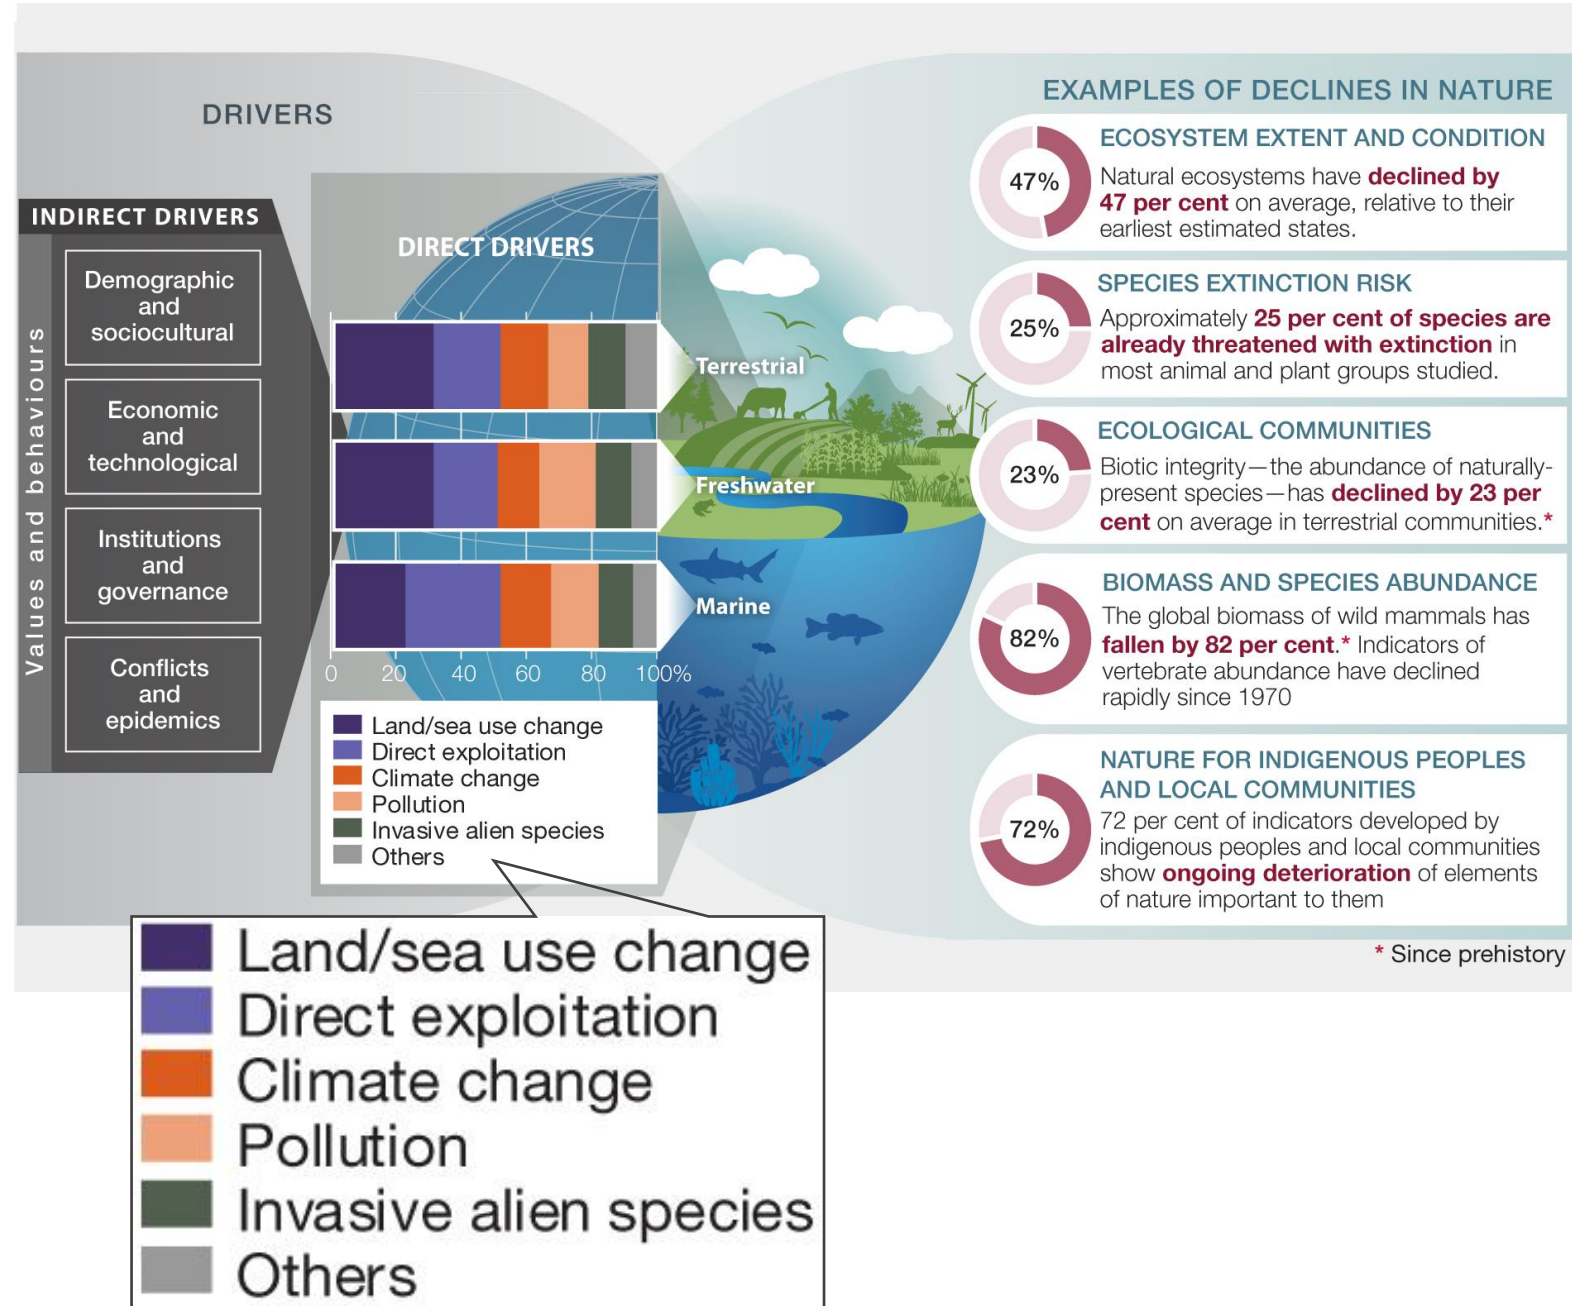 DRIVERS
INDIRECT DRIVERS
Values and behaviours
Demographic
and
sociocultural
Economic
and
technological
Institutions
and
governance
Conflicts
and
epidemics
DIRECT DRIVERS
Terrestrial
Freshwater
Marine
0 20 40 60 80 100%
Land/sea use change
Direct exploitation
Climate change
Pollution
Invasive alien species
Others
EXAMPLES OF DECLINES IN NATURE
47%
ECOSYSTEM EXTENT AND CONDITION
Natural ecosystems have declined by
47 per cent on average, relative to their
earliest estimated states.
25%
SPECIES EXTINCTION RISK
Approximately 25 per cent of species are
already threatened with extinction in
most animal and plant groups studied.
23%
ECOLOGICAL COMMUNITIES
Biotic integrity—the abundance of naturally-
present species—has declined by 23 per
cent on average in terrestrial communities.*
82%
BIOMASS AND SPECIES ABUNDANCE
The global biomass of wild mammals has
fallen by 82 per cent.* Indicators of
vertebrate abundance have declined
rapidly since 1970
72%
NATURE FOR INDIGENOUS PEOPLES
AND LOCAL COMMUNITIES
72 per cent of indicators developed by
indigenous peoples and local communities
show ongoing deterioration of elements
of nature important to them
* Since prehistory
Land/sea use change
Direct exploitation
Climate change
Pollution
Invasive alien species
Others